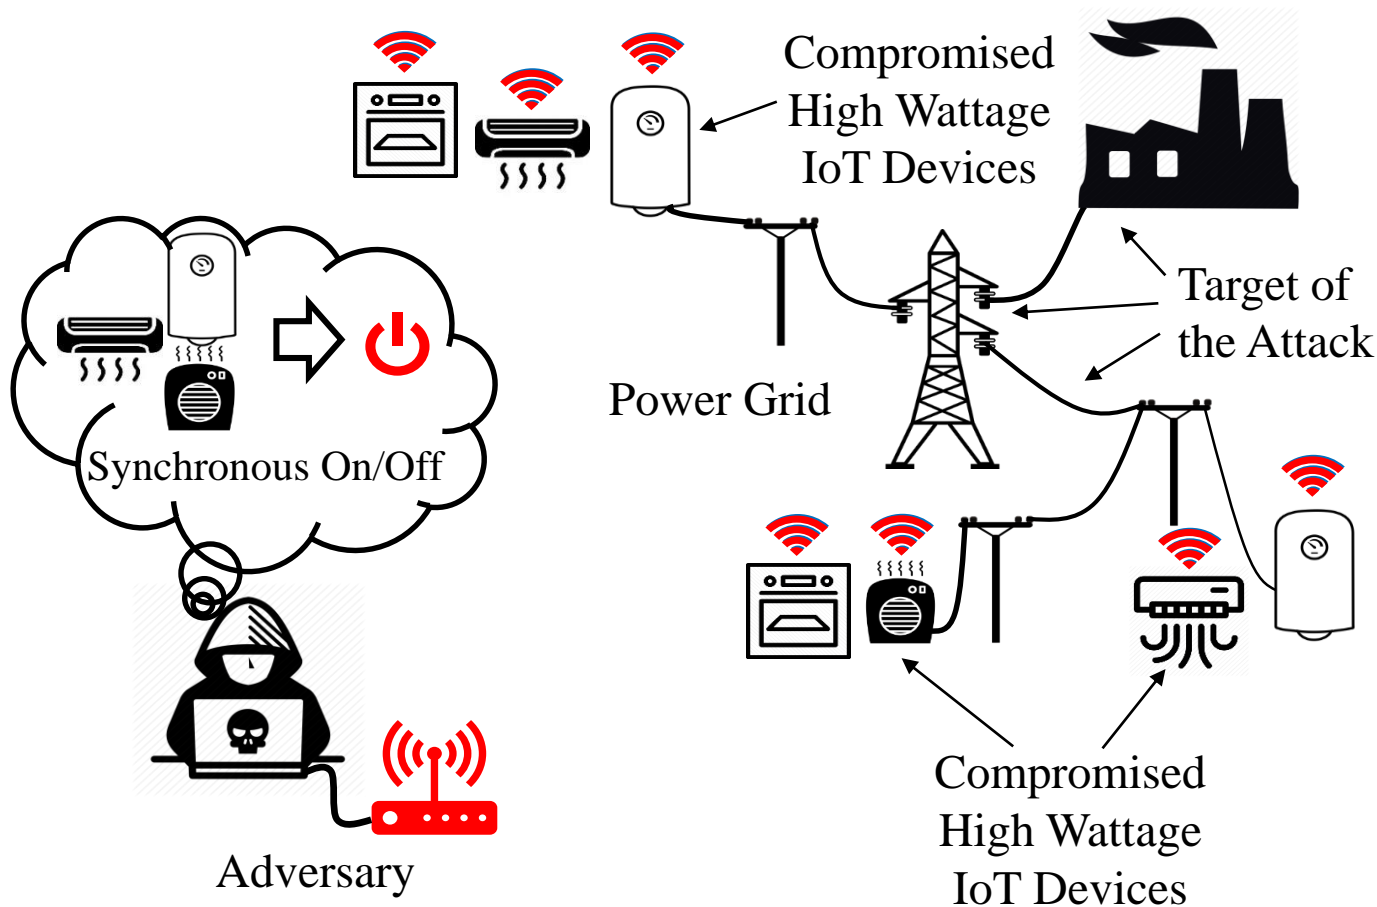 Compromised
High Wattage
IoT Devices
Target of
the Attack
Power Grid
Synchronous On/Off
Compromised
High Wattage
IoT Devices
Adversary